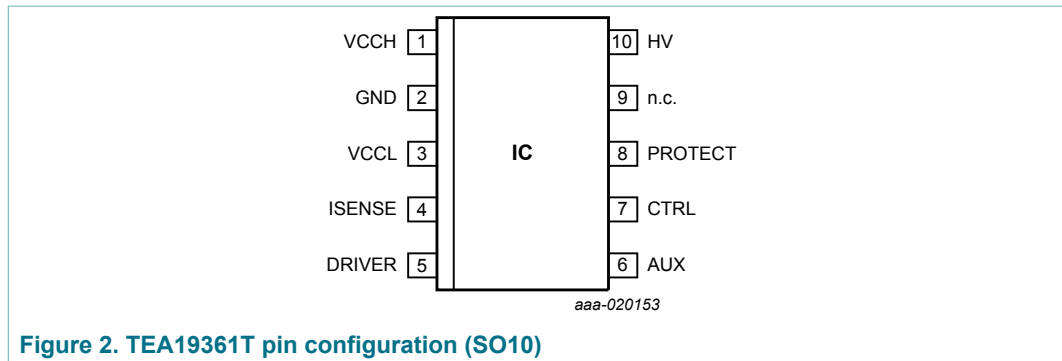 VCCH 1
10 HV
GND 2
9 n.c.
VCCL 3
IC
8 PROTECT
ISENSE 4
7 CTRL
DRIVER 5
6 AUX
aaa-020153
Figure 2. TEA19361T pin configuration (SO10)